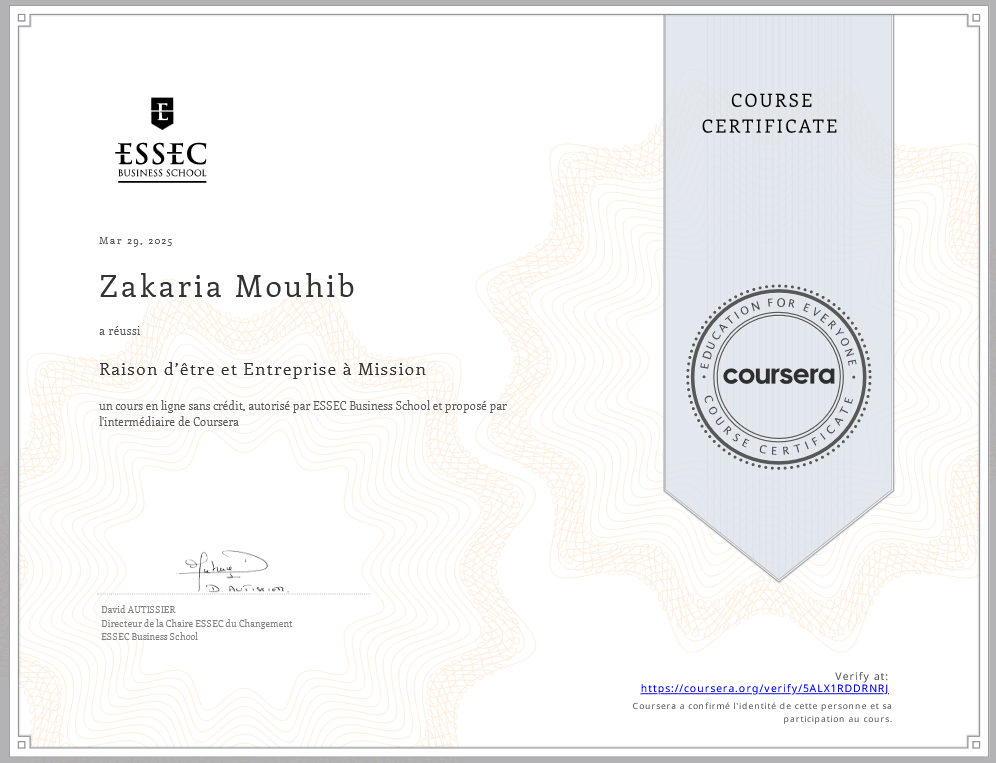 E
ESSEC
BUSINESS SCHOOL
COURSE
CERTIFICATE
Mar 29, 2025
Zakaria Mouhib
a réussi
Raison d’être et Entreprise à Mission
un cours en ligne sans crédit, autorisé par ESSEC Business School et proposé par
l'intermédiaire de Coursera
EDUCATION FOR EVERYONE
coursera
COURSE CERTIFICATE
D. AUTISSIER
David AUTISSIER
Directeur de la Chaire ESSEC du Changement
ESSEC Business School
Verify at:
https://coursera.org/verify/5ALX1RDDRNRJ
Coursera a confirmé l'identité de cette personne et sa
participation au cours.